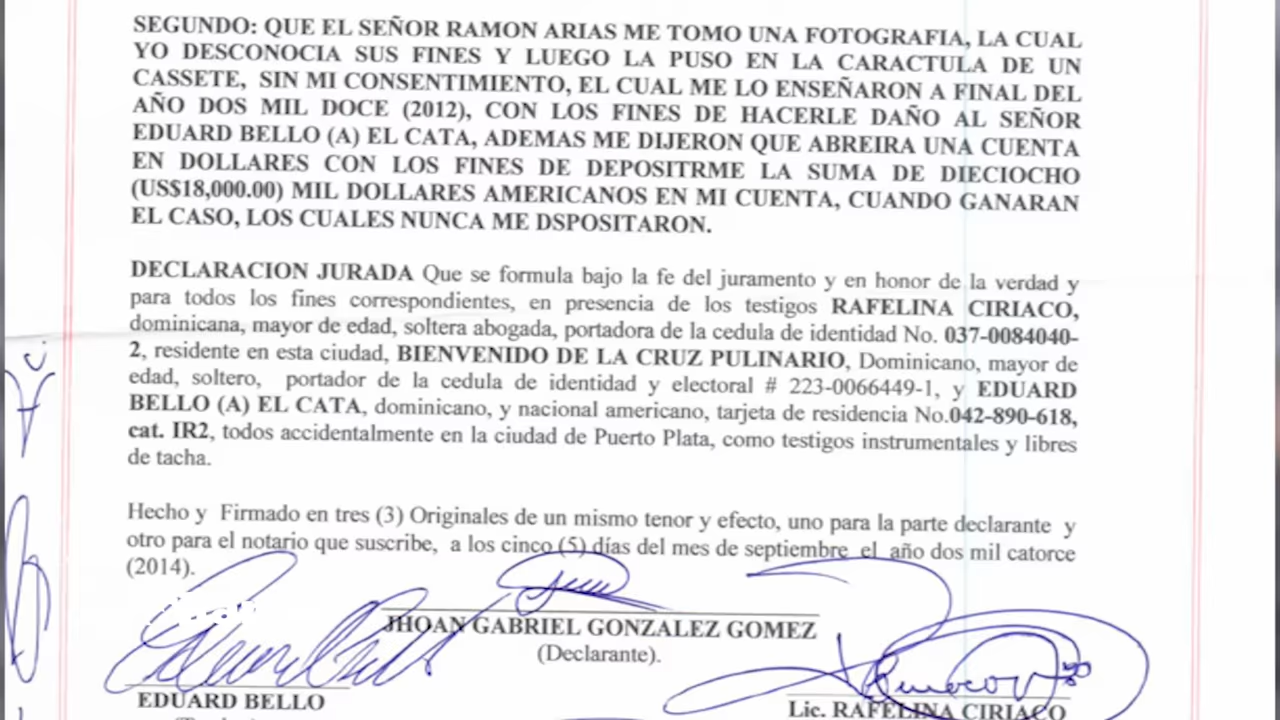 SEGUNDO: QUE EL SEÑOR RAMON ARIAS ME TOMO UNA FOTOGRAFIA, LA CUAL
YO DESCONOCIA SUS FINES Y LUEGO LA PUSO EN LA CARACTULA DE UN
CASSETE, SIN MI CONSENTIMIENTO, EL CUAL ME LO ENSEÑARON A FINAL DEL
AÑO DOS MIL DOCE (2012), CON LOS FINES DE HACERLE DAÑO AL SEÑOR
EDUARD BELLO (A) EL CATA, ADEMAS ME DIJERON QUE ABREIRA UNA CUENTA
EN DOLLARES CON LOS FINES DE DEPOSITRME LA SUMA DE DIECIOCHO
(US$18,000.00) MIL DOLLARES AMERICANOS EN MI CUENTA, CUANDO GANARAN
EL CASO, LOS CUALES NUNCA ME DSPOSITARON.
DECLARACION JURADA Que se formula bajo la fe del juramento y en honor de la verdad y
para todos los fines correspondientes, en presencia de los testigos RAFELINA CIRIACO,
dominicana, mayor de edad, soltera abogada, portadora de la cedula de identidad No. 037-0084040-
2, residente en esta ciudad, BIENVENIDO DE LA CRUZ PULINARIO, Dominicano, mayor de
edad, soltero, portador de la cedula de identidad y electoral # 223-0066449-1, y EDUARD
BELLO (A) EL CATA, dominicano, y nacional americano, tarjeta de residencia No.042-890-618,
cat. IR2, todos accidentalmente en la ciudad de Puerto Plata, como testigos instrumentales y libres
de tacha.
Hecho y Firmado en tres (3) Originales de un mismo tenor y efecto, uno para la parte declarante y
otro para el notario que suscribe, a los cinco (5) días del mes de septiembre el año dos mil catorce
(2014).
JHOAN GABRIEL GONZALEZ GOMEZ
(Declarante).
EDUARD BELLO
Lic. RAFELINA CIRIACO